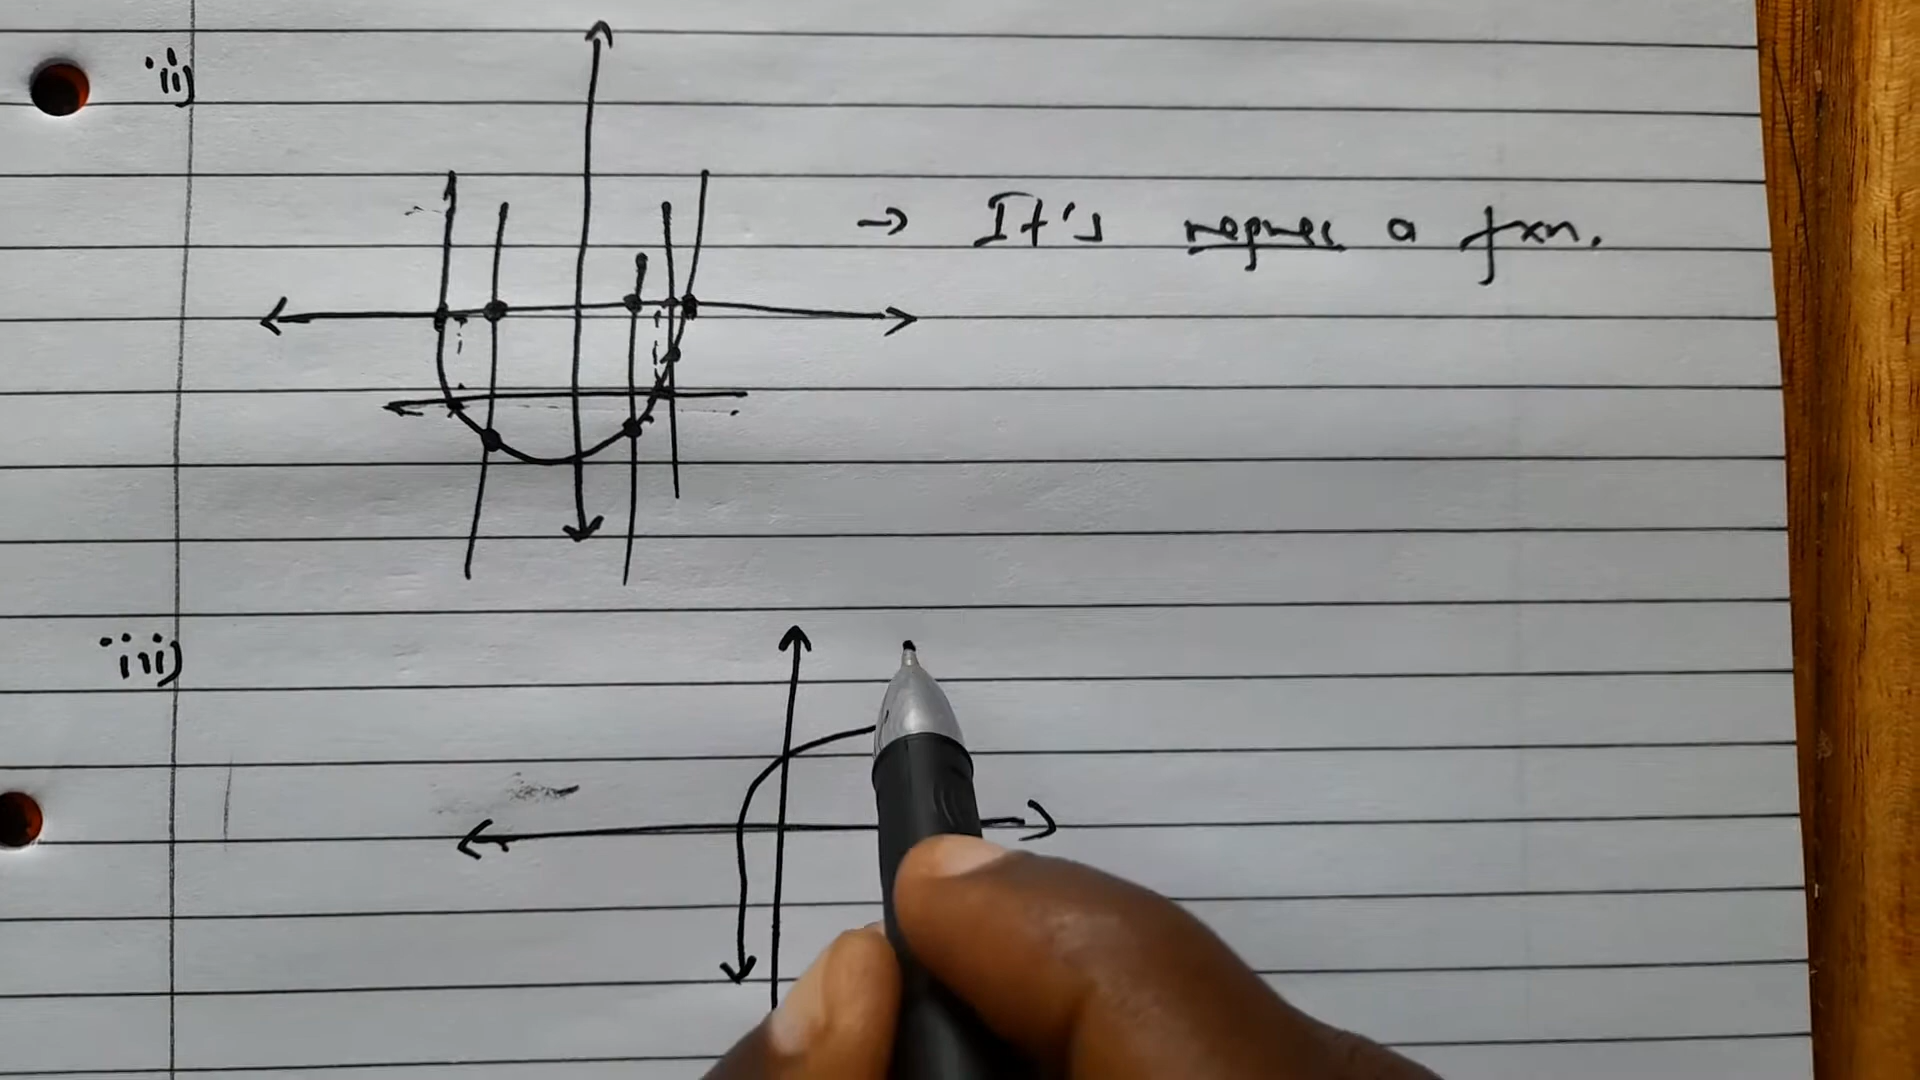 ii)
→ It's repres a fxn.
iii)